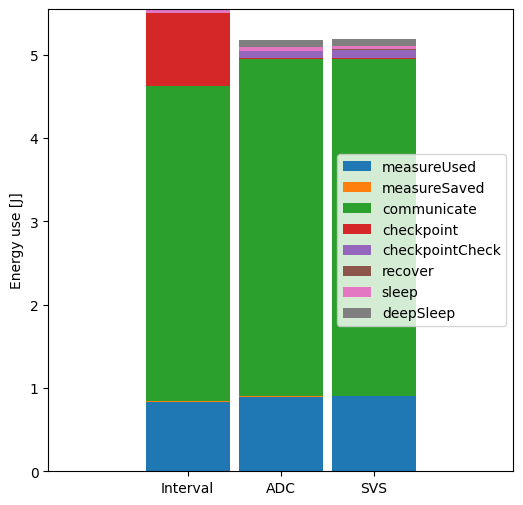 Energy use [J]
5
4
3
2
1
0
measureUsed
measureSaved
communicate
checkpoint
checkpointCheck
recover
sleep
deepSleep
Interval ADC SVS